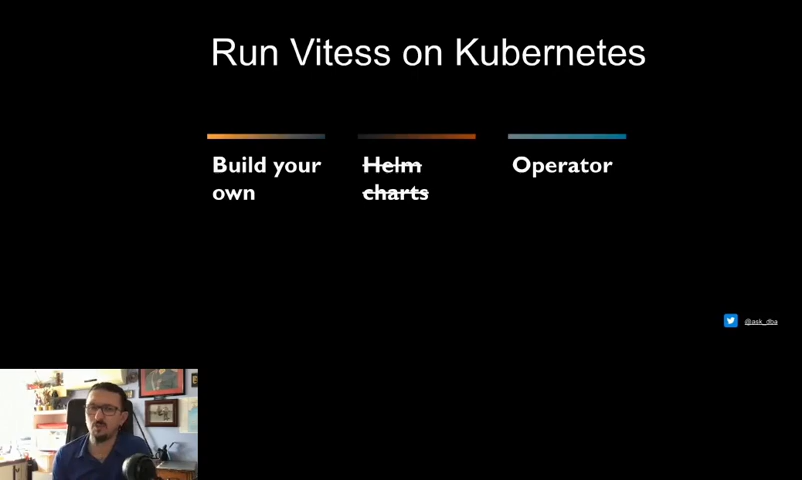 Run Vitess on Kubernetes
Build your
own
Helm
charts
Operator
@ask_dba